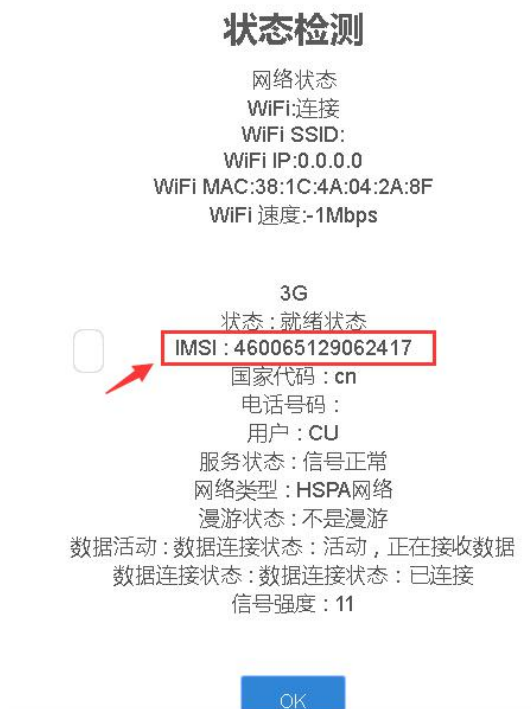 状态检测
网络状态
WiFi:连接
WiFi SSID:
WiFi IP:0.0.0.0
WiFi MAC:38:1C:4A:04:2A:8F
WiFi 速度:-1Mbps
3G
状态 : 就绪状态
IMSI : 460065129062417
国家代码 : cn
电话号码 :
用户 : CU
服务状态 : 信号正常
网络类型 : HSPA网络
漫游状态 : 不是漫游
数据活动 : 数据连接状态 : 活动 , 正在接收数据
数据连接状态 : 数据连接状态 : 已连接
信号强度 : 11
OK